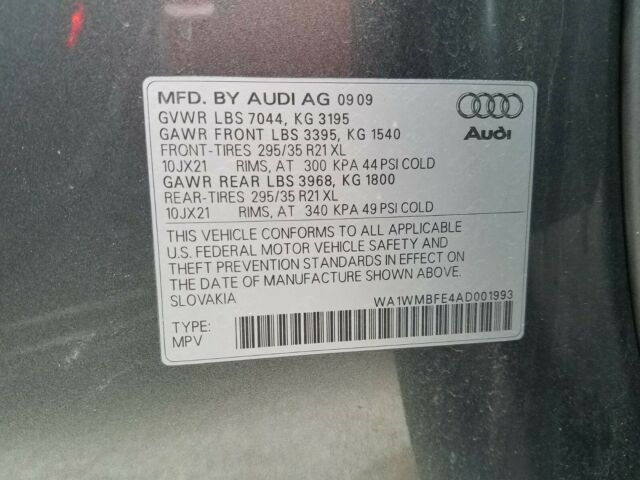 MFD. BY AUDI AG 09 09
GVWR LBS 7044, KG 3195
GAWR FRONT LBS 3395, KG 1540
FRONT-TIRES 295/35 R21 XL
10JX21 RIMS, AT 300 KPA 44 PSI COLD
GAWR REAR LBS 3968, KG 1800
REAR-TIRES 295/35 R21 XL
10JX21 RIMS, AT 340 KPA 49 PSI COLD
Audi
THIS VEHICLE CONFORMS TO ALL APPLICABLE
U.S. FEDERAL MOTOR VEHICLE SAFETY AND
THEFT PREVENTION STANDARDS IN EFFECT ON
THE DATE OF MANUFACTURE SHOWN ABOVE.
SLOVAKIA
WA1WMBFE4AD001993
TYPE:
MPV